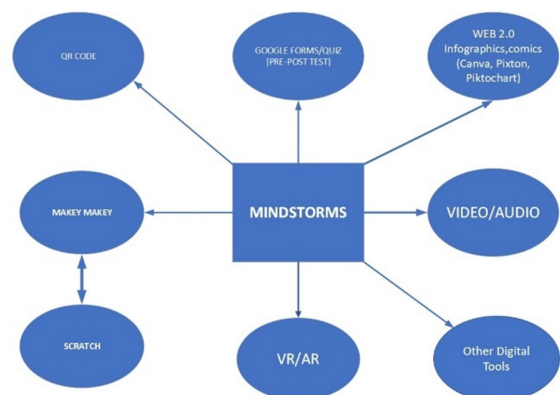 QR CODE
GOOGLE FORMS/QUIZ
[PRE-POST TEST]
WEB 2.0
Infographics,comics
(Canva, Pixton,
Piktochart)
MAKEY MAKEY
MINDSTORMS
VIDEO/AUDIO
SCRATCH
VR/AR
Other Digital
Tools